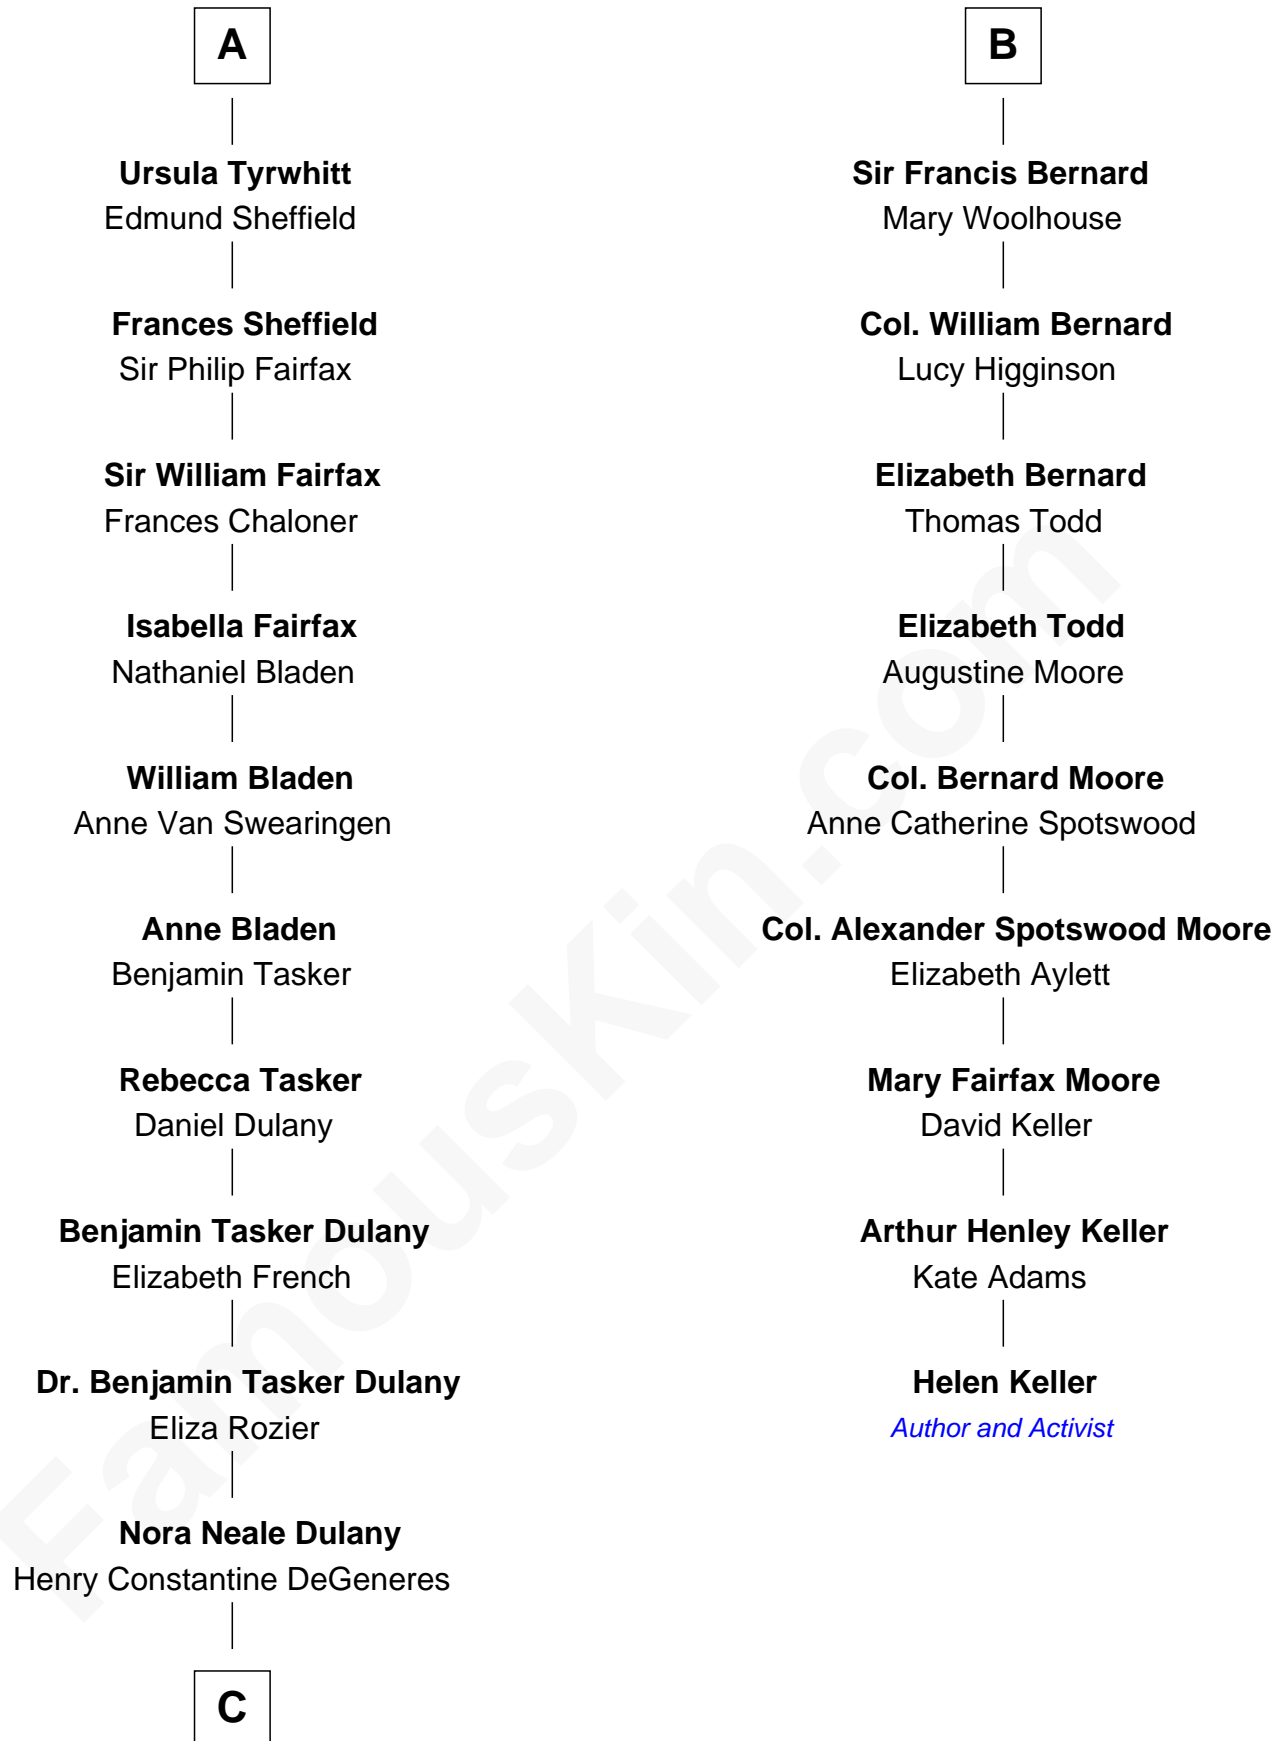 A
Ursula Tyrwhitt
Edmund Sheffield
Frances Sheffield
Sir Philip Fairfax
Sir William Fairfax
Frances Chaloner
Isabella Fairfax
Nathaniel Bladen
William Bladen
Anne Van Swearingen
Anne Bladen
Benjamin Tasker
Rebecca Tasker
Daniel Dulany
Benjamin Tasker Dulany
Elizabeth French
Dr. Benjamin Tasker Dulany
Eliza Rozier
Nora Neale Dulany
Henry Constantine DeGeneres
C
B
Sir Francis Bernard
Mary Woolhouse
Col. William Bernard
Lucy Higginson
Elizabeth Bernard
Thomas Todd
Elizabeth Todd
Augustine Moore
Col. Bernard Moore
Anne Catherine Spotswood
Col. Alexander Spotswood Moore
Elizabeth Aylett
Mary Fairfax Moore
David Keller
Arthur Henley Keller
Kate Adams
Helen Keller
Author and Activist
FamousKin.com